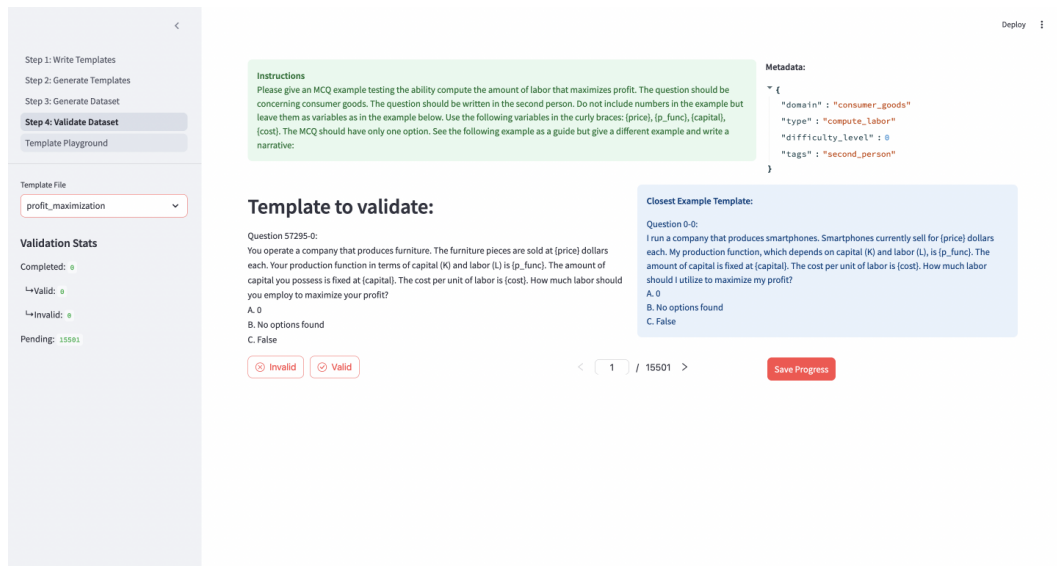 Deploy
Step 1: Write Templates
Step 2: Generate Templates
Step 3: Generate Dataset
Step 4: Validate Dataset
Template Playground
Template File
profit_maximization
Validation Stats
Completed: 0
↳Valid: 0
↳Invalid: 0
Pending: 15501
Instructions
Please give an MCQ example testing the ability compute the amount of labor that maximizes profit. The question should be
concerning consumer goods. The question should be written in the second person. Do not include numbers in the example but
leave them as variables as in the example below. Use the following variables in the curly braces: {price}, {p_func}, {capital},
{cost}. The MCQ should have only one option. See the following example as a guide but give a different example and write a
narrative:
Metadata:
{
"domain" : "consumer_goods"
"type" : "compute_labor"
"difficulty_level" : 0
"tags" : "second_person"
}
Template to validate:
Question 57295-0:
You operate a company that produces furniture. The furniture pieces are sold at {price} dollars
each. Your production function in terms of capital (K) and labor (L) is {p_func}. The amount of
capital you possess is fixed at {capital}. The cost per unit of labor is {cost}. How much labor should
you employ to maximize your profit?
A. 0
B. No options found
C. False
Closest Example Template:
Question 0-0:
I run a company that produces smartphones. Smartphones currently sell for {price} dollars
each. My production function, which depends on capital (K) and labor (L), is {p_func}. The
amount of capital is fixed at {capital}. The cost per unit of labor is {cost}. How much labor
should I utilize to maximize my profit?
A. 0
B. No options found
C. False
Invalid
Valid
1 / 15501
Save Progress